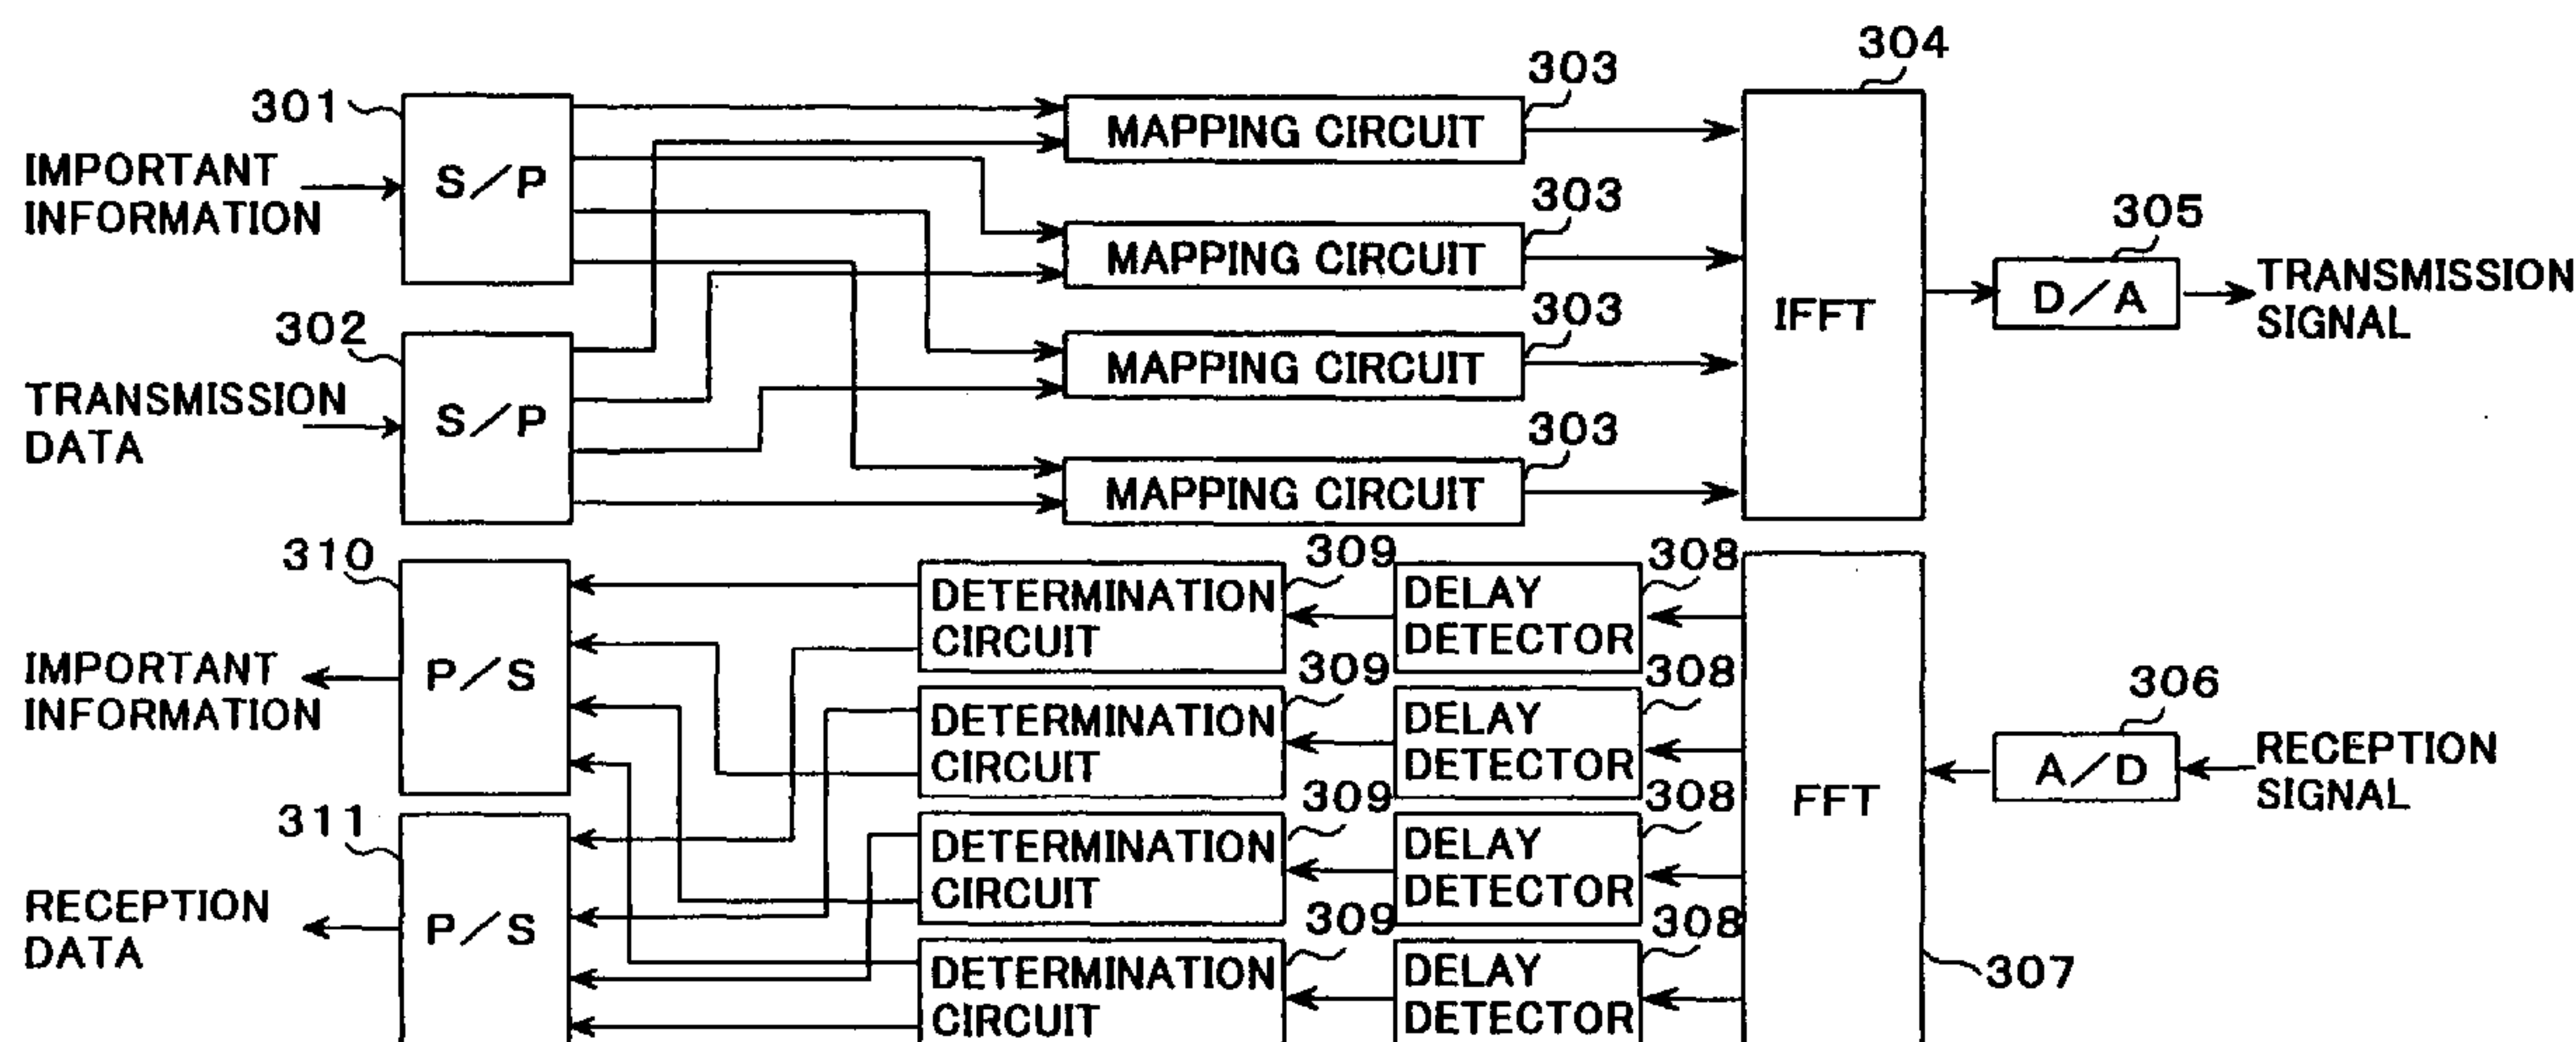 304
303
301
MAPPING CIRCUIT
IMPORTANT
INFORMATION
S/P
303
MAPPING CIRCUIT
305
TRANSMISSION
SIGNAL
D/A
IFFT
302
303
MAPPING CIRCUIT
TRANSMISSION
DATA
S/P
303
MAPPING CIRCUIT
310
309
308
DETERMINATION
CIRCUIT
DELAY
DETECTOR
IMPORTANT
INFORMATION
P/S
309
308
DETERMINATION
CIRCUIT
DELAY
DETECTOR
306
RECEPTION
SIGNAL
A/D
FFT
311
309
308
DETERMINATION
CIRCUIT
DELAY
DETECTOR
RECEPTION
DATA
P/S
309
308
DETERMINATION
CIRCUIT
DELAY
DETECTOR
307